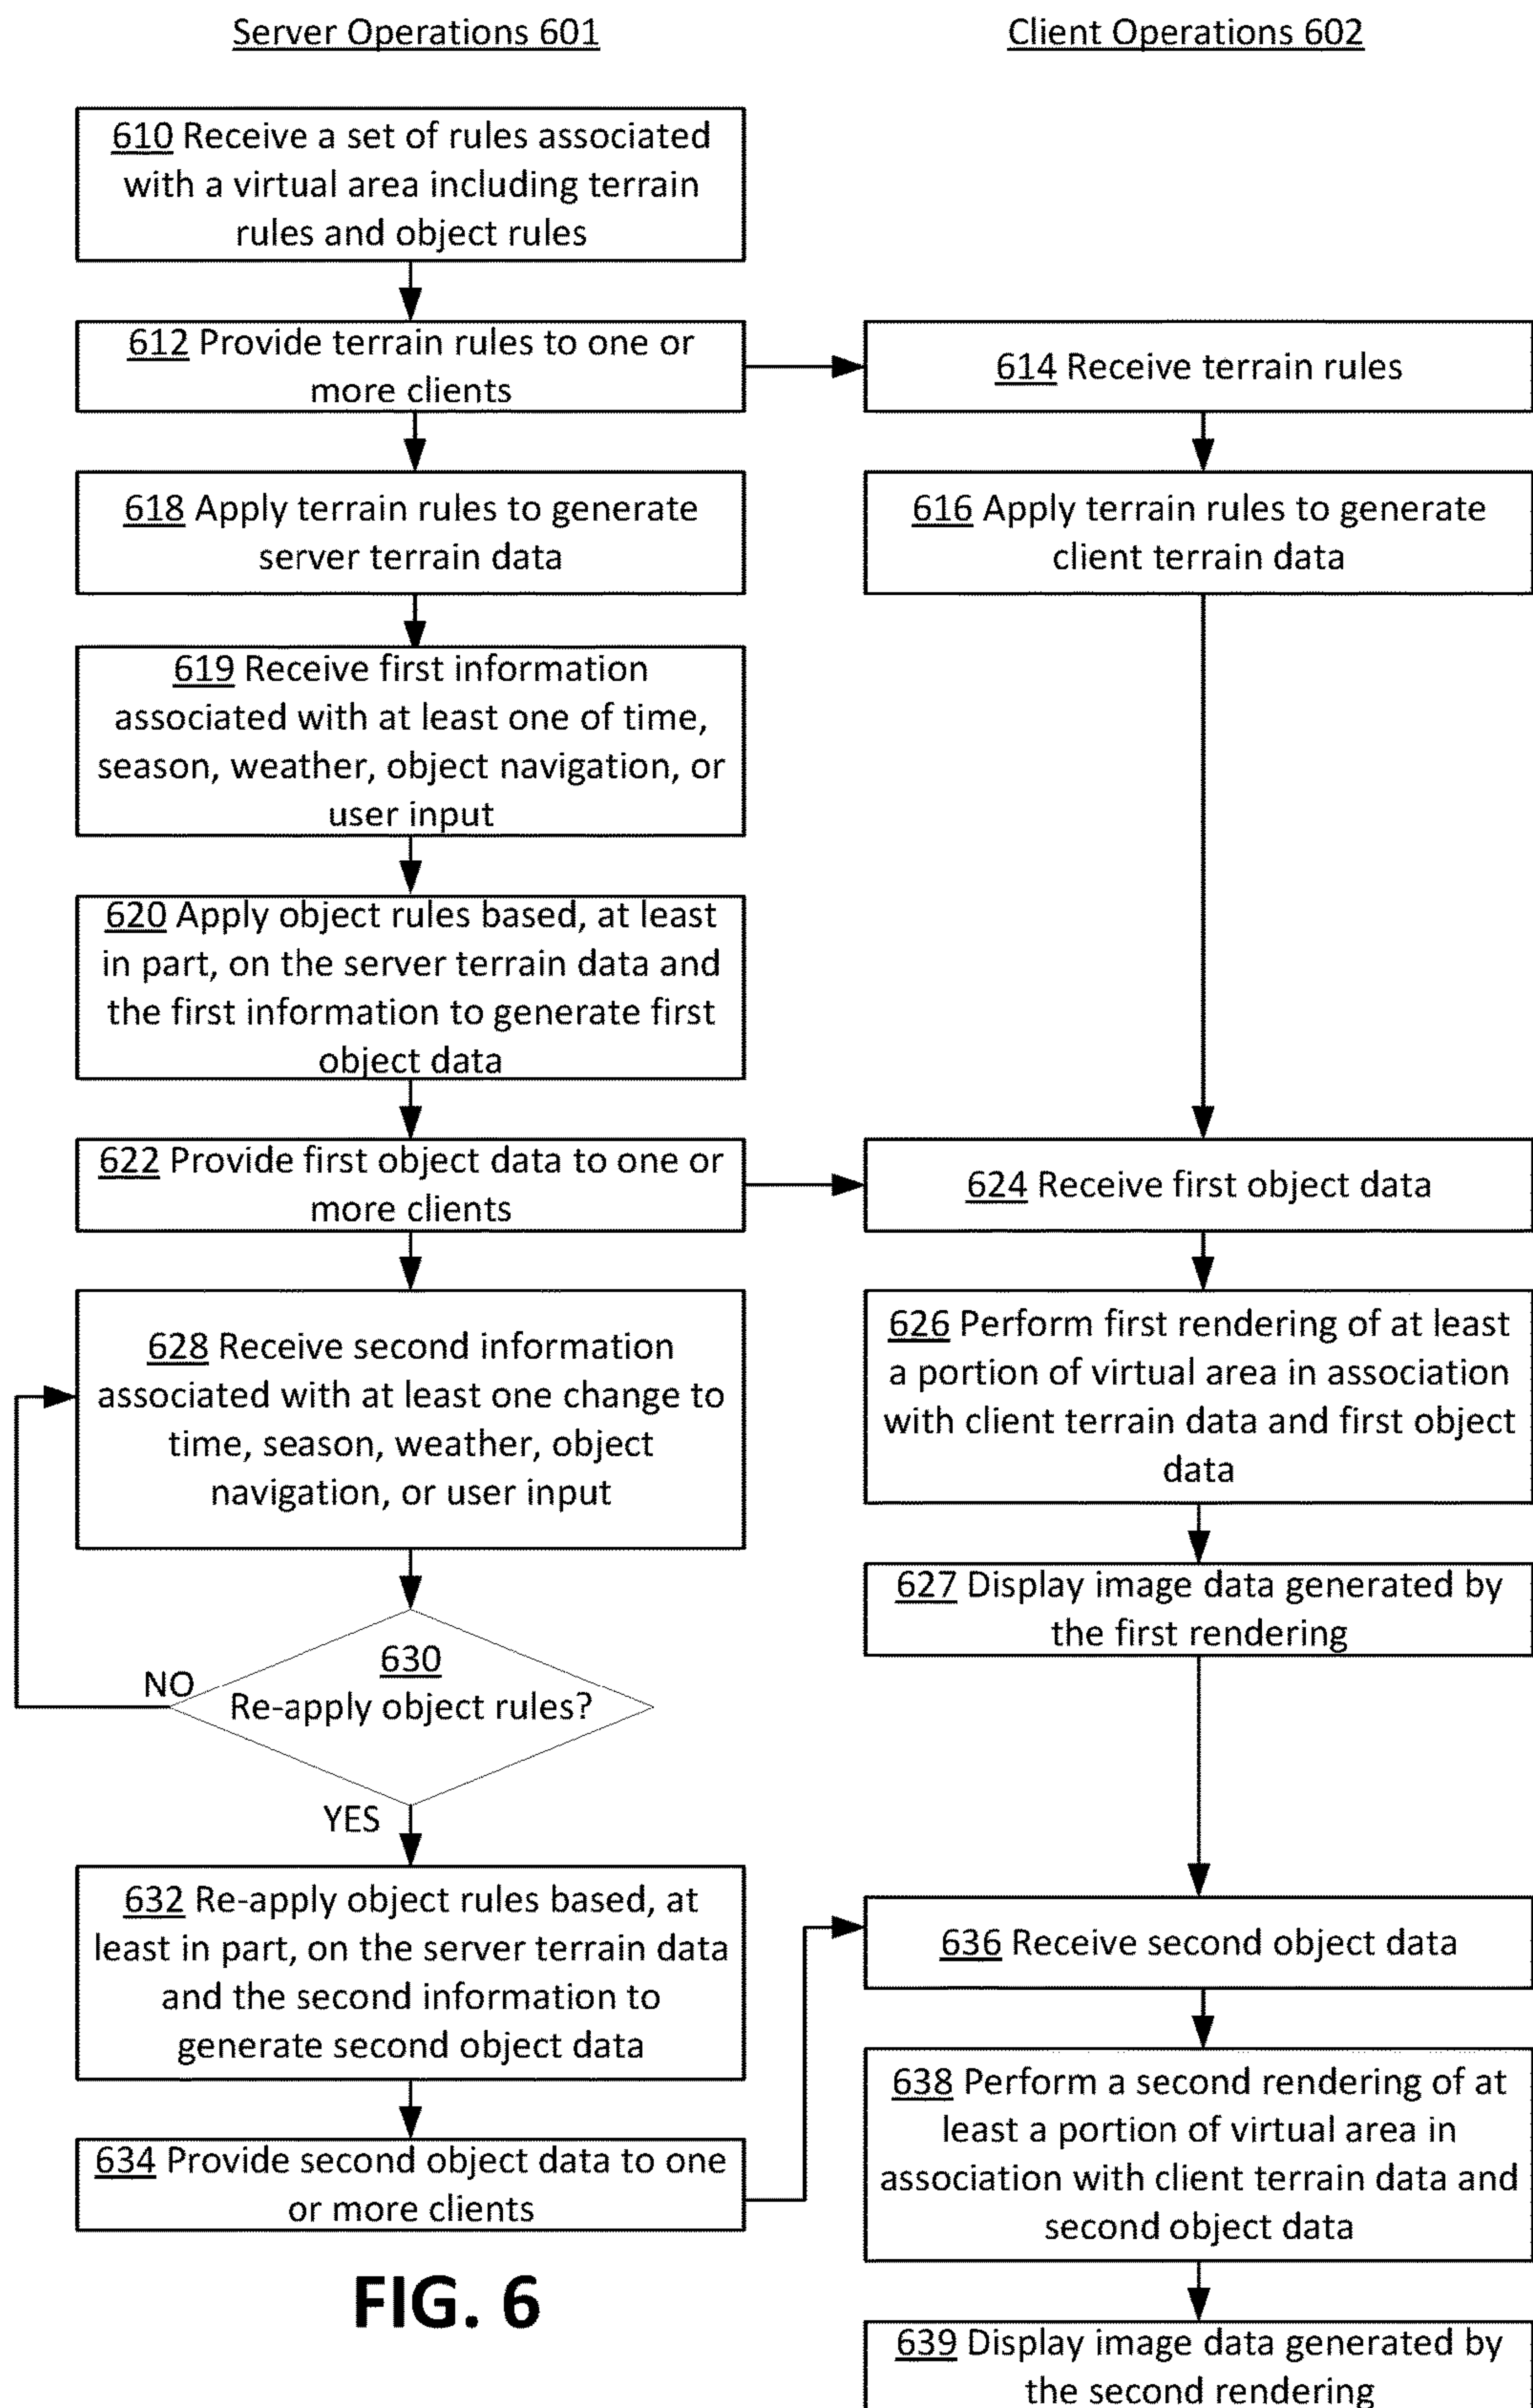 Server Operations 601
Client Operations 602
610 Receive a set of rules associated
with a virtual area including terrain
rules and object rules
612 Provide terrain rules to one or
more clients
614 Receive terrain rules
618 Apply terrain rules to generate
server terrain data
616 Apply terrain rules to generate
client terrain data
619 Receive first information
associated with at least one of time,
season, weather, object navigation, or
user input
620 Apply object rules based, at least
in part, on the server terrain data and
the first information to generate first
object data
622 Provide first object data to one or
more clients
624 Receive first object data
628 Receive second information
associated with at least one change to
time, season, weather, object
navigation, or user input
626 Perform first rendering of at least
a portion of virtual area in association
with client terrain data and first object
data
627 Display image data generated by
the first rendering
630
Re-apply object rules?
NO
YES
632 Re-apply object rules based, at
least in part, on the server terrain data
and the second information to
generate second object data
636 Receive second object data
634 Provide second object data to one
or more clients
638 Perform a second rendering of at
least a portion of virtual area in
association with client terrain data and
second object data
639 Display image data generated by
the second rendering
FIG. 6